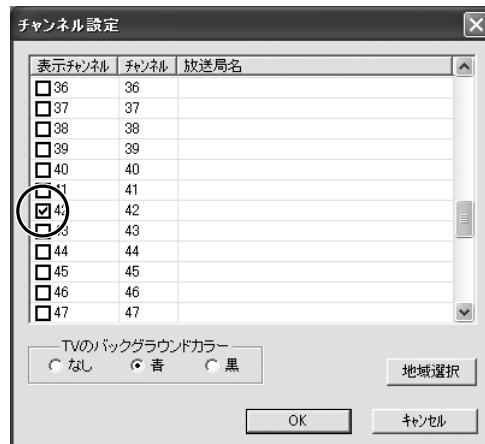 チャンネル設定
表示チャンネル チャンネル 放送局名
36 36
37 37
38 38
39 39
40 40
41 41
42 42
43 43
44 44
45 45
46 46
47 47
TVのバックグラウンドカラー
なし 青 黒
地域選択
OK キャンセル